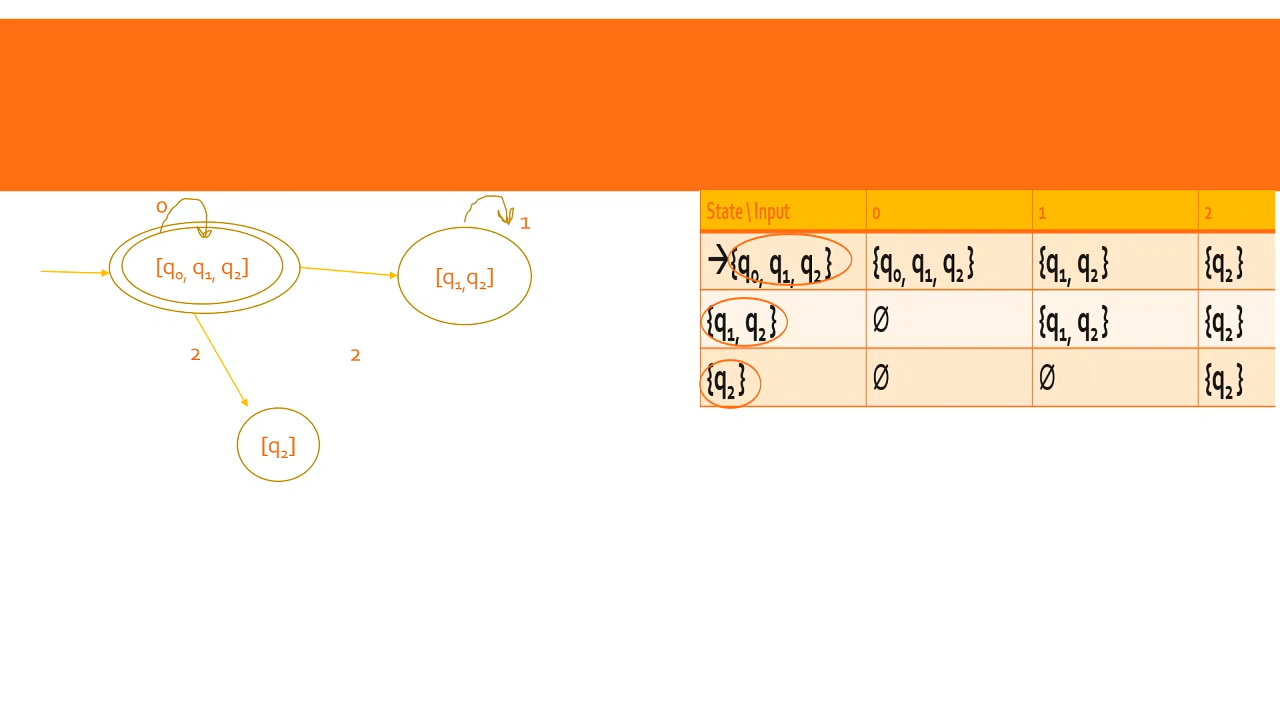 0
1
[q₀, q₁, q₂]
[q₁,q₂]
2
2
[q₂]
State \ Input 0 1 2
→{q₀, q₁, q₂} {q₀, q₁, q₂} {q₁, q₂} {q₂}
{q₁, q₂} ∅ {q₁, q₂} {q₂}
{q₂} ∅ ∅ {q₂}